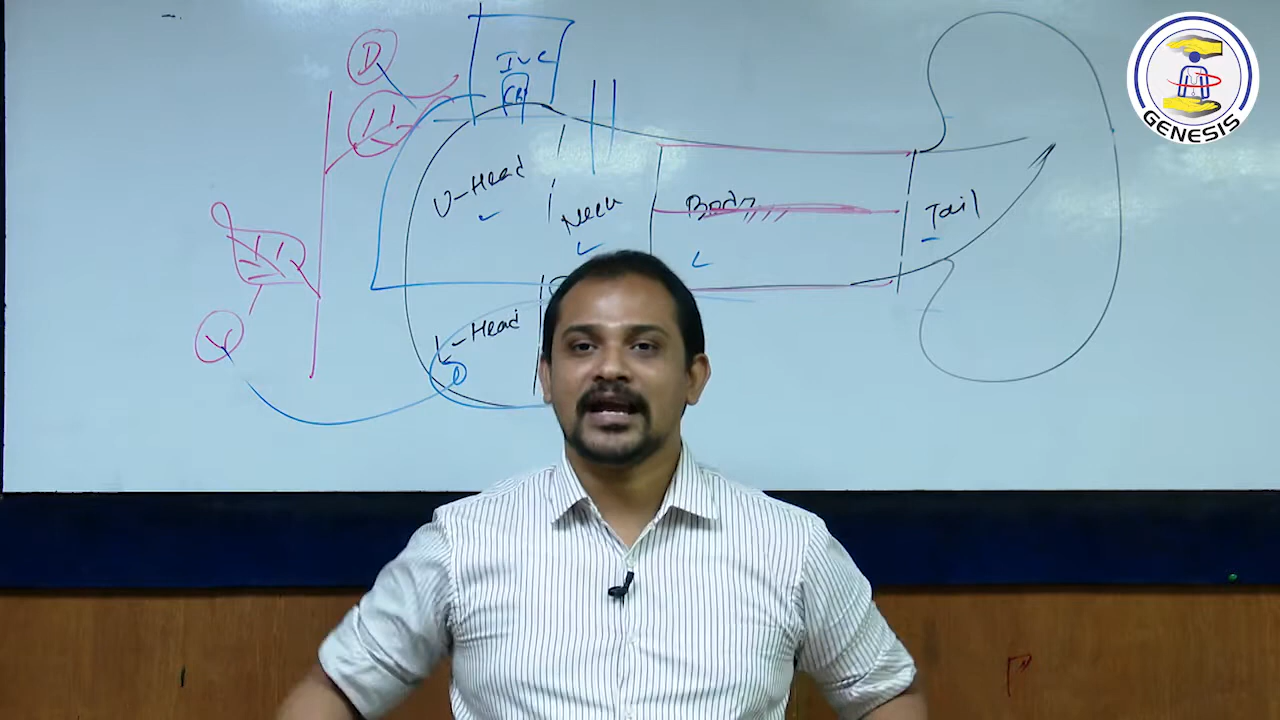 D
IVC
U-Head
Neck
Body
Tail
L-Head
V
GENESIS